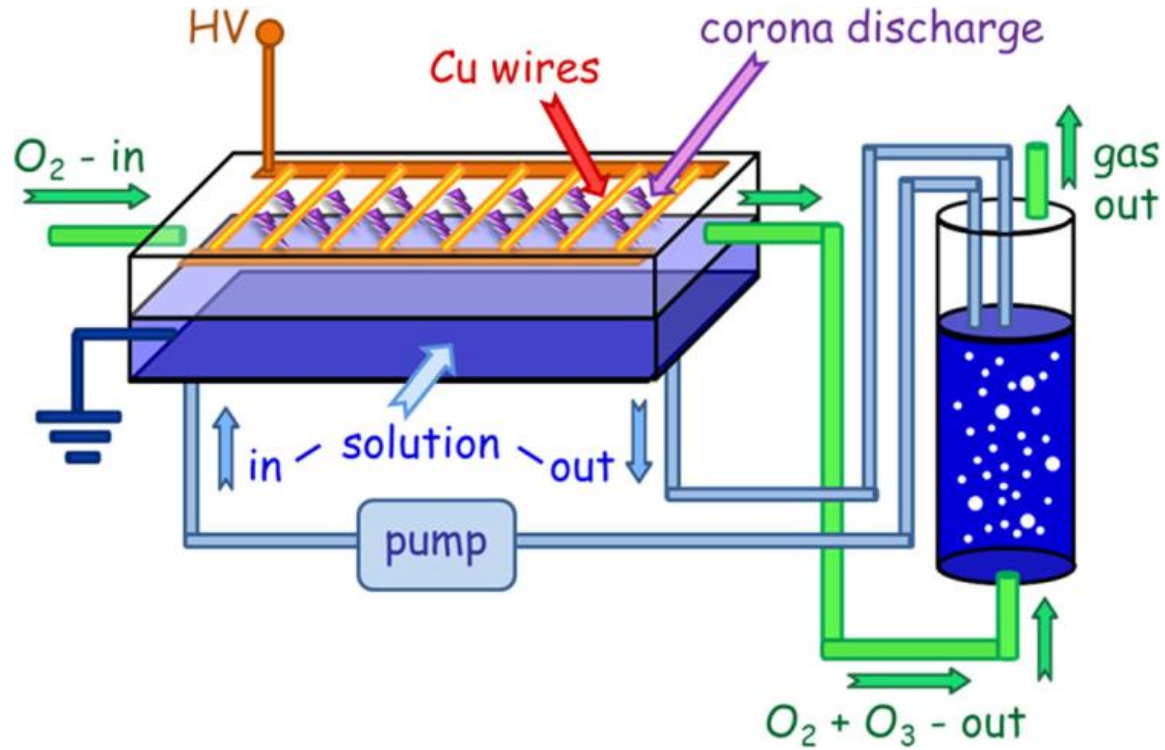 HV
corona discharge
Cu wires
O₂ - in
gas
out
in
solution
out
pump
O₂ + O₃ - out